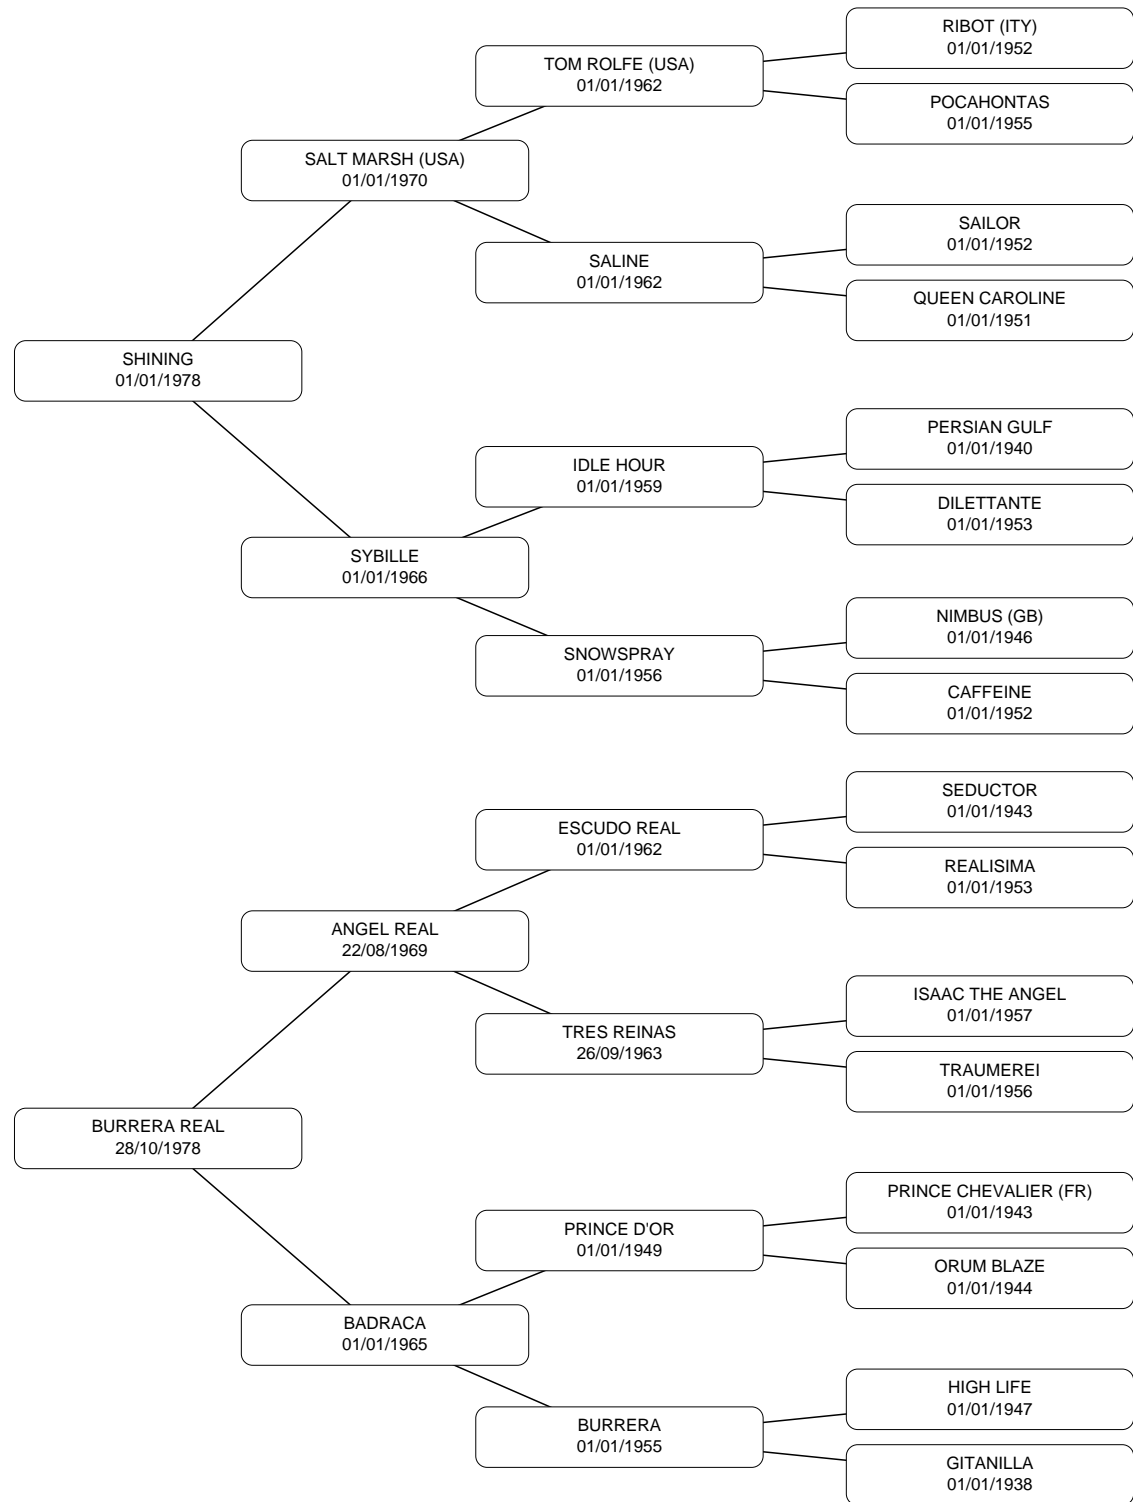 RIBOT (ITY)
01/01/1952
TOM ROLFE (USA)
01/01/1962
POCAHONTAS
01/01/1955
SALT MARSH (USA)
01/01/1970
SAILOR
01/01/1952
SALINE
01/01/1962
QUEEN CAROLINE
01/01/1951
SHINING
01/01/1978
PERSIAN GULF
01/01/1940
IDLE HOUR
01/01/1959
DILETTANTE
01/01/1953
SYBILLE
01/01/1966
NIMBUS (GB)
01/01/1946
SNOWSPRAY
01/01/1956
CAFFEINE
01/01/1952
SEDUCTOR
01/01/1943
ESCUDO REAL
01/01/1962
REALISIMA
01/01/1953
ANGEL REAL
22/08/1969
ISAAC THE ANGEL
01/01/1957
TRES REINAS
26/09/1963
TRAUMEREI
01/01/1956
BURRERA REAL
28/10/1978
PRINCE CHEVALIER (FR)
01/01/1943
PRINCE D'OR
01/01/1949
ORUM BLAZE
01/01/1944
BADRACA
01/01/1965
HIGH LIFE
01/01/1947
BURRERA
01/01/1955
GITANILLA
01/01/1938